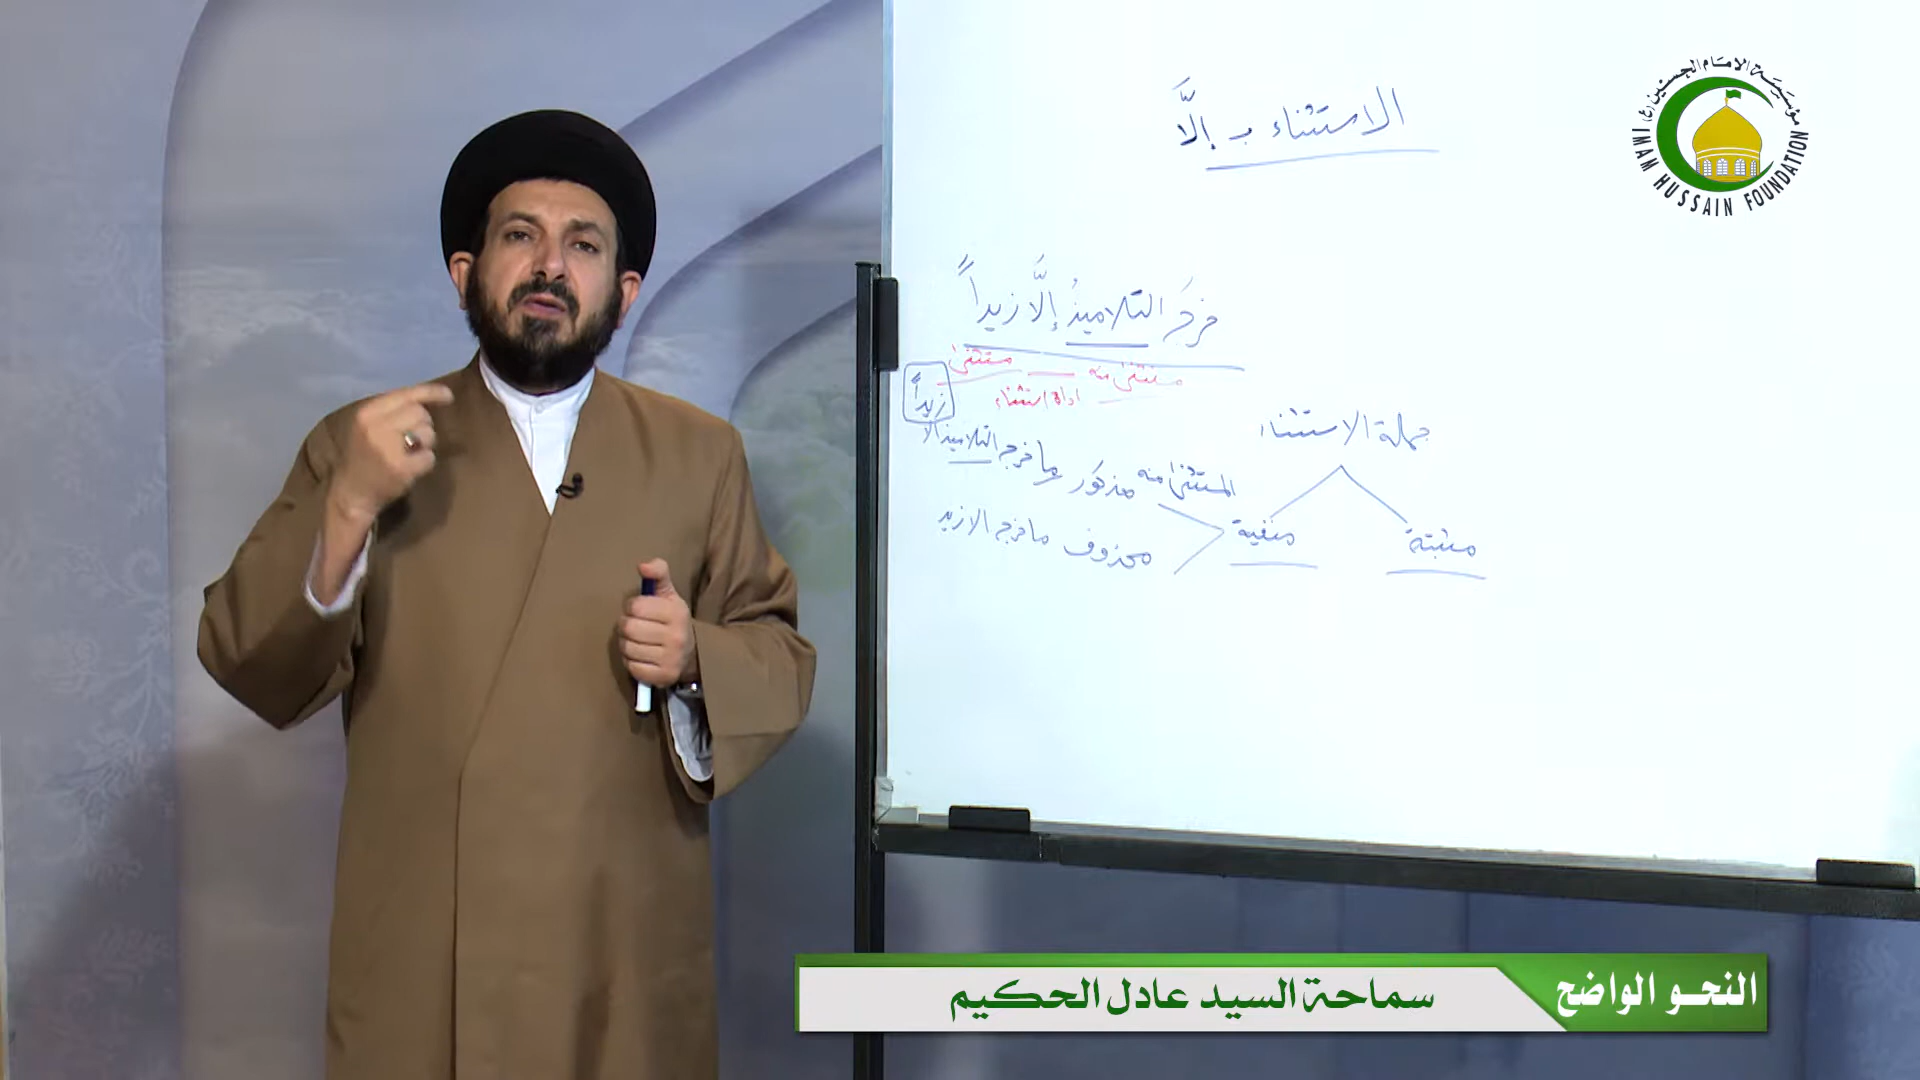 الاستثناء بـ إلَّا
مؤسسة الامام الحسين (ع)
IMAM HUSSAIN FOUNDATION
خرجَ التلاميذُ إلَّا زيداً
مستثنى منه
مستثنى
اداة استثناء
زيداً
جملة الاستثناء
مثبتة
منفية
المستثنى منه مذكور ما خرج التلاميذ الا
محذوف ما خرج الا زيد
النحو الواضح
سماحة السيد عادل الحكيم